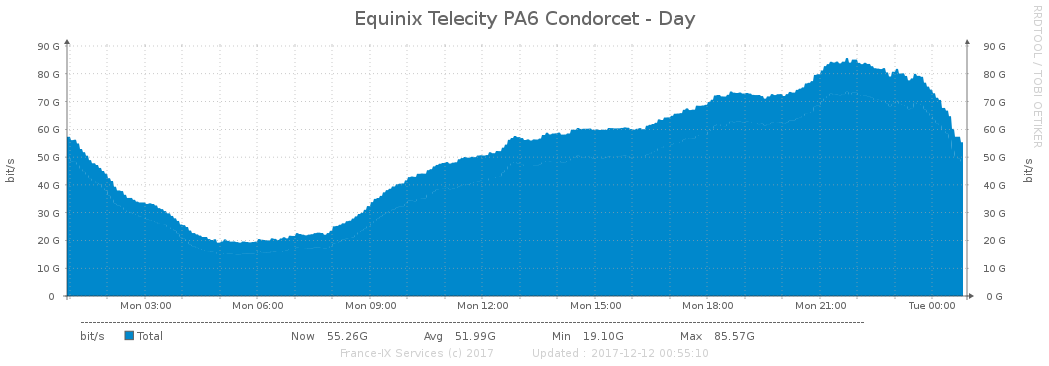 Equinix Telecity PA6 Condorcet - Day
RRDTOOL / TOBI OETIKER
bit/s
90 G 90 G
80 G 80 G
70 G 70 G
60 G 60 G
50 G 50 G
40 G 40 G
30 G 30 G
20 G 20 G
10 G 10 G
0 0 G
bit/s
Mon 03:00 Mon 06:00 Mon 09:00 Mon 12:00 Mon 15:00 Mon 18:00 Mon 21:00 Tue 00:00
bit/s Total Now 55.26G Avg 51.99G Min 19.10G Max 85.57G
France-IX Services (c) 2017 Updated : 2017-12-12 00:55:10